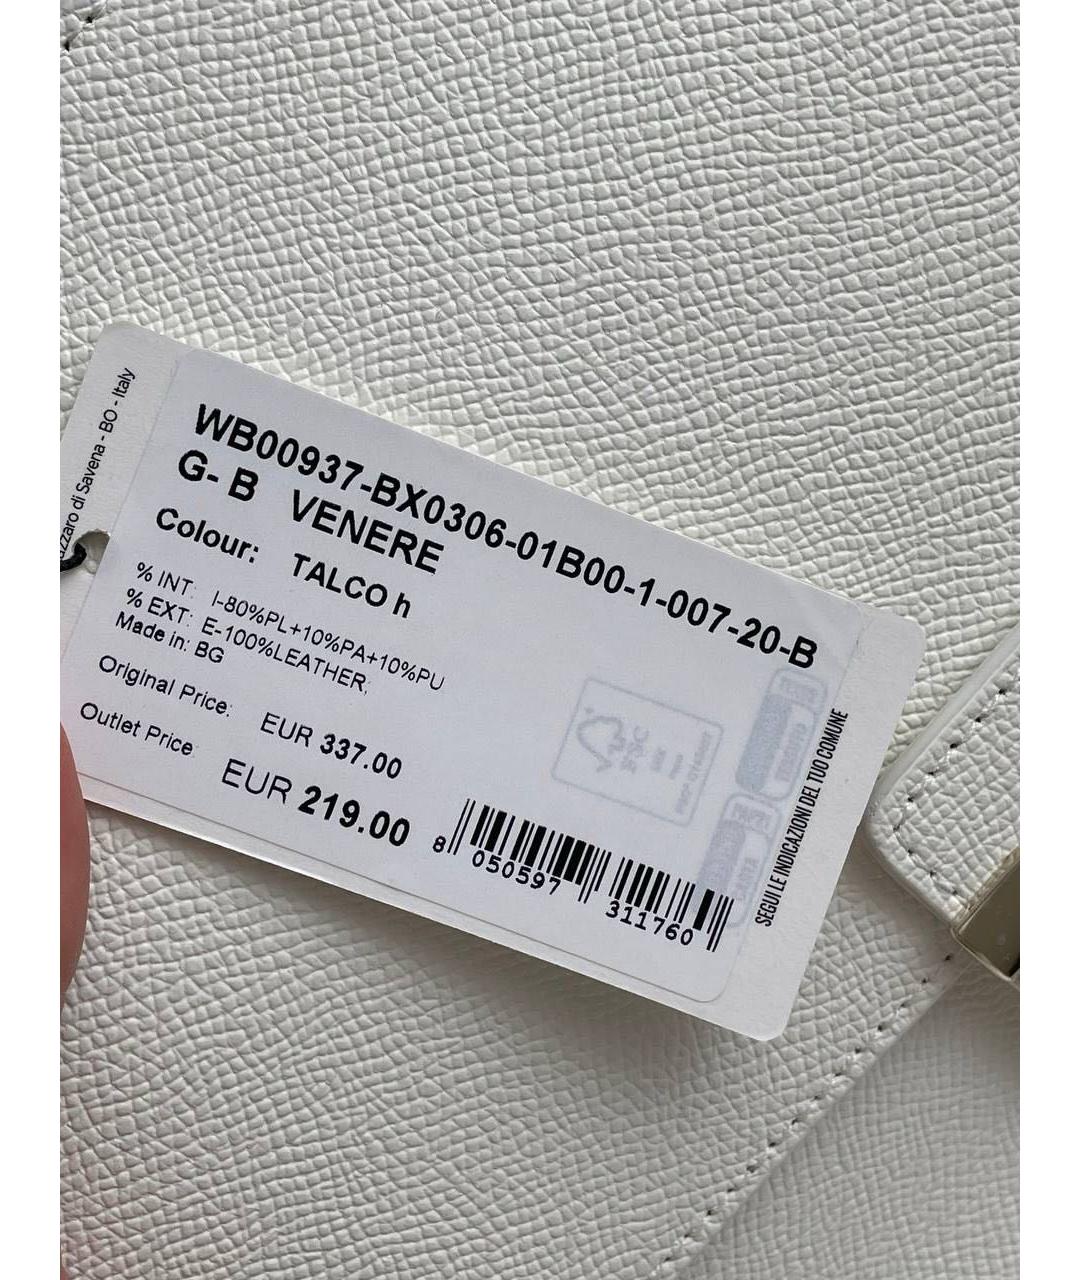 di Savena - BO - Italy
WB00937-BX0306-01B00-1-007-20-B
G- B VENERE
Colour: TALCO h
% INT: I-80%PL+10%PA+10%PU
% EXT: E-100%LEATHER,
Made in: BG
Original Price: EUR 337.00
Outlet Price EUR 219.00
8 050597 311760
SEGUI LE INDICAZIONI DEL TUO COMUNE